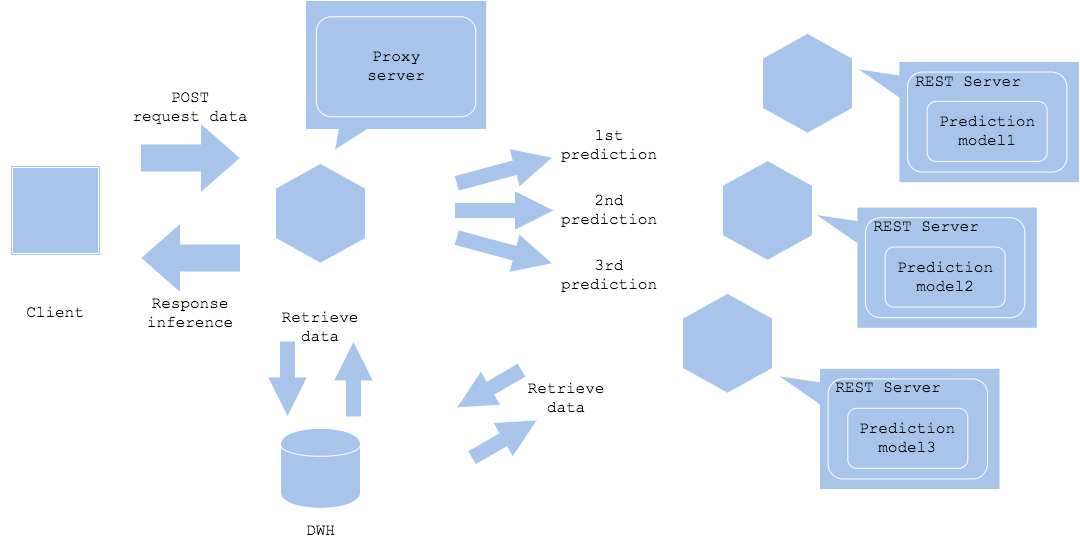 Proxy
server
POST
request data
Client
Response
inference
Retrieve
data
DWH
1st
prediction
2nd
prediction
3rd
prediction
Retrieve
data
REST Server
Prediction
model1
REST Server
Prediction
model2
REST Server
Prediction
model3